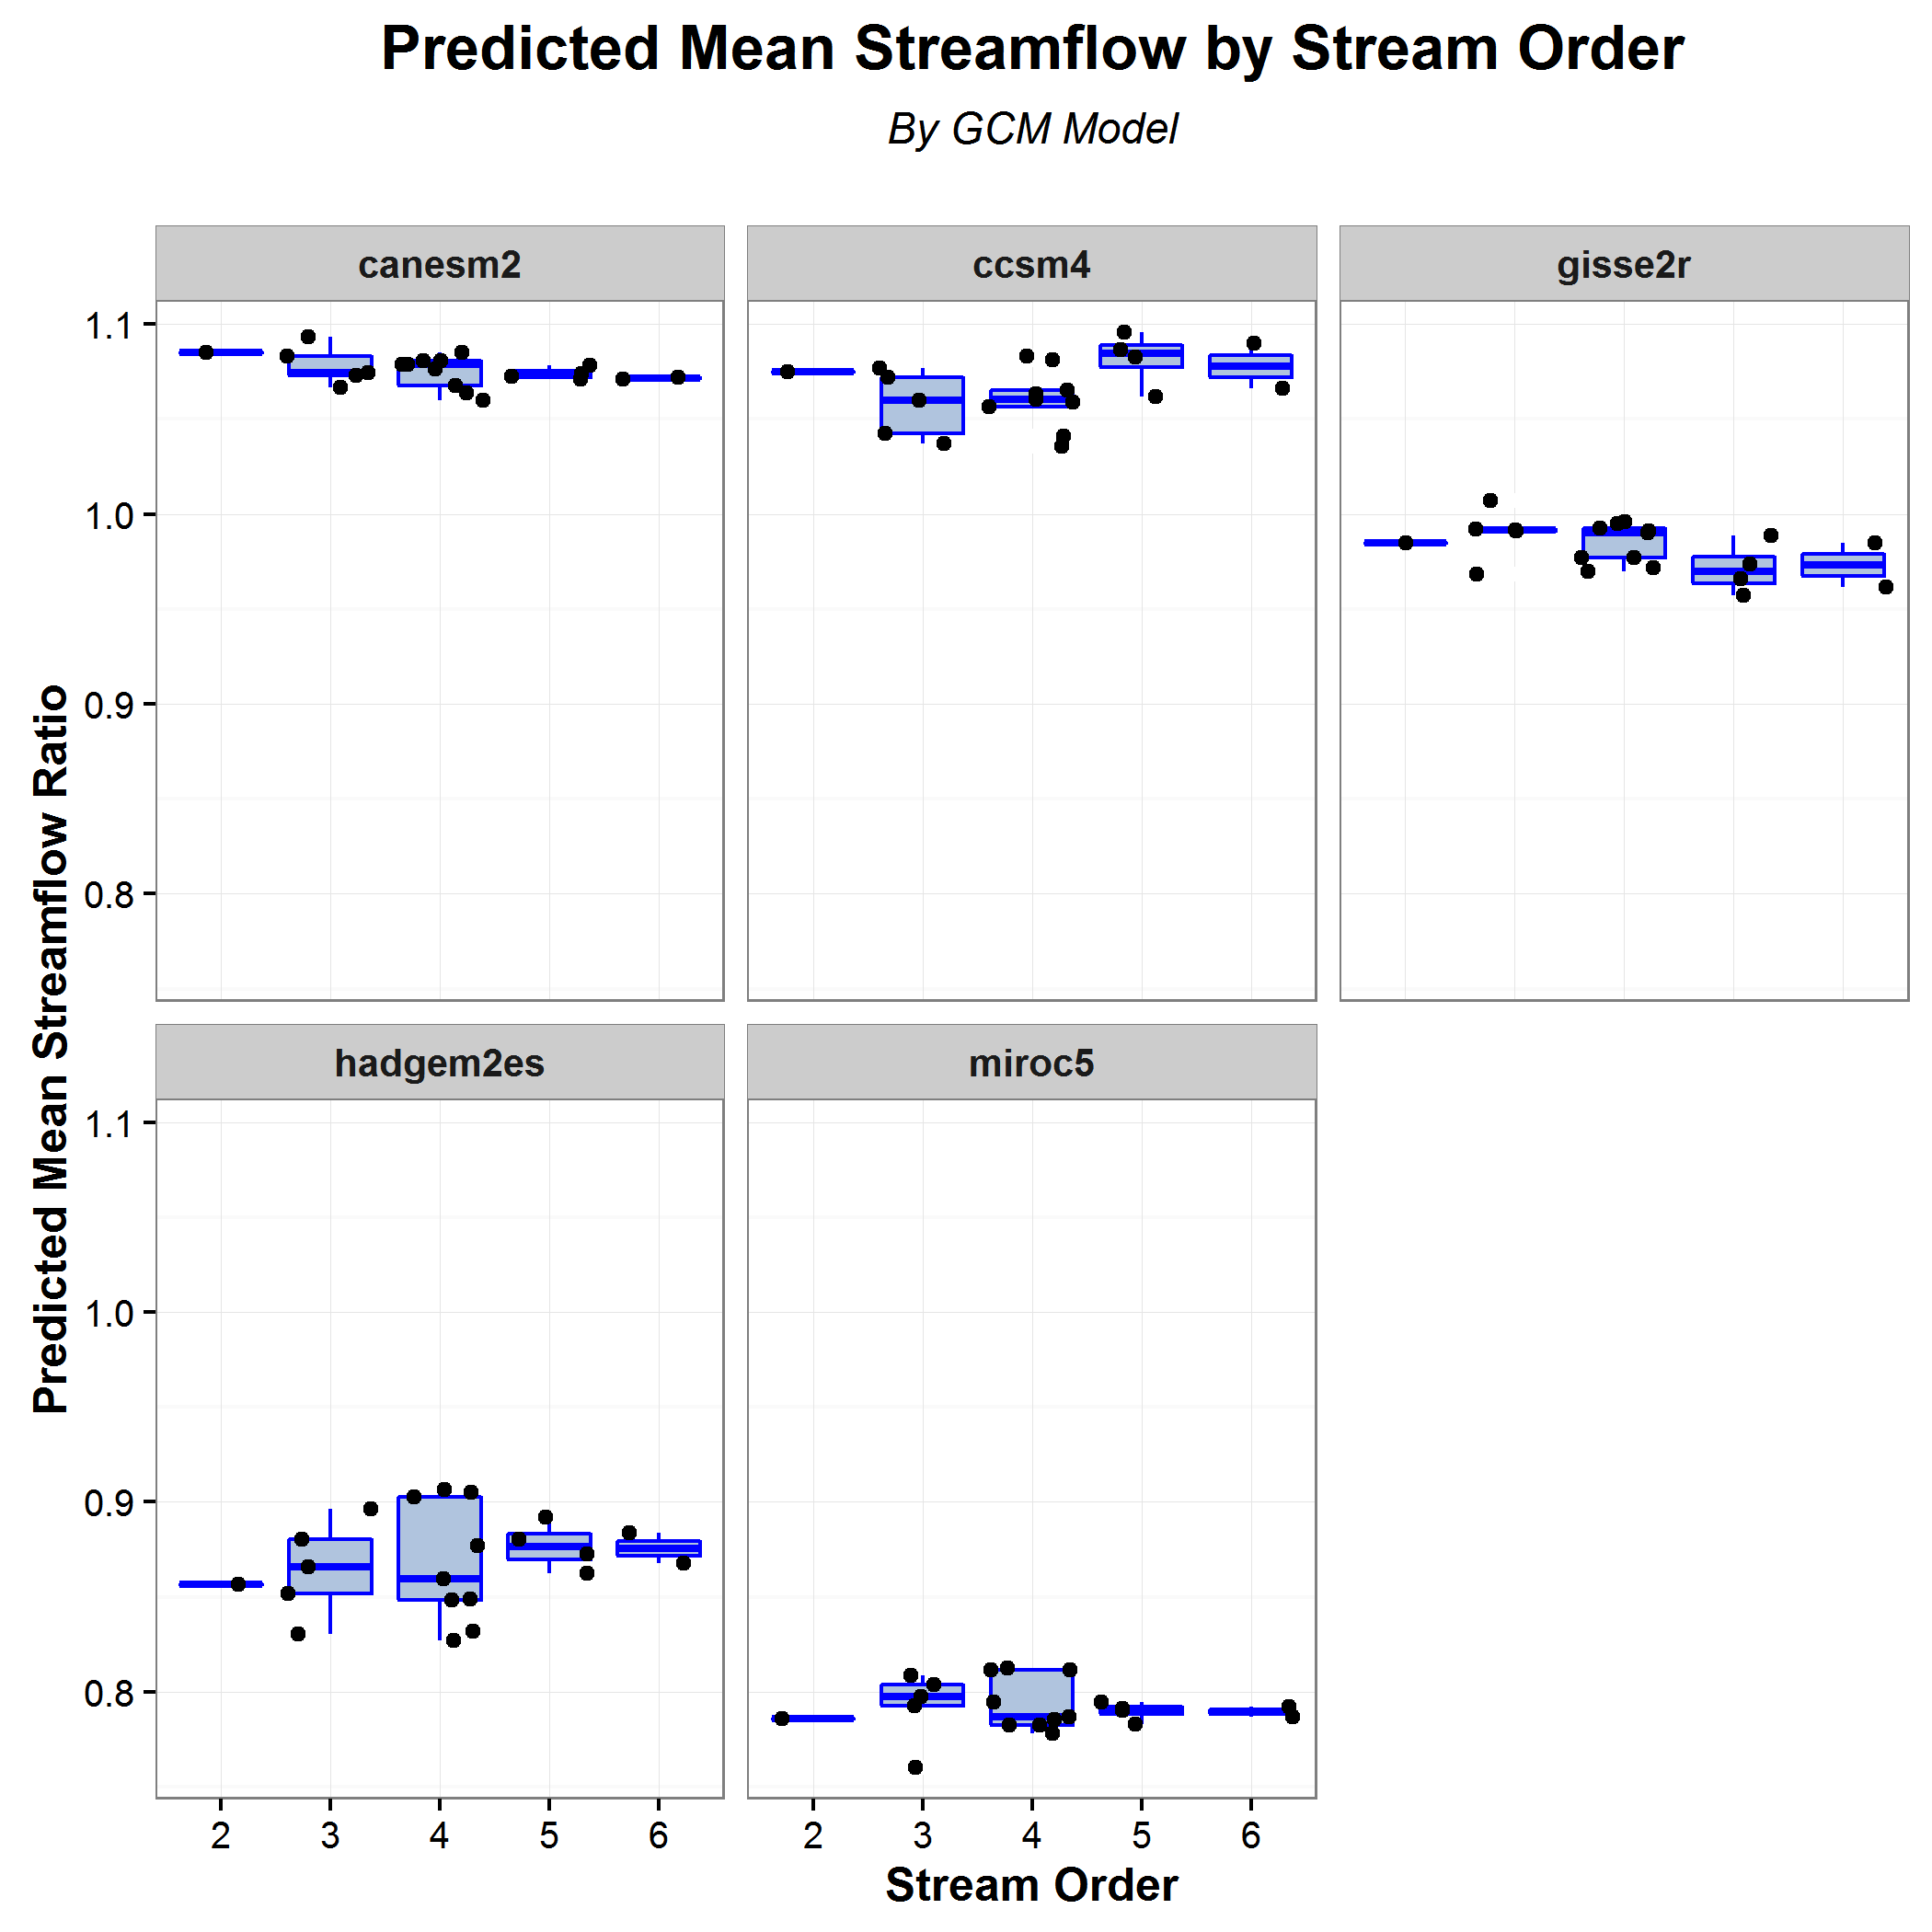 Predicted Mean Streamflow by Stream Order
By GCM Model
canesm2
ccsm4
gisse2r
1.1
1.0
0.9
0.8
Predicted Mean Streamflow Ratio
hadgem2es
miroc5
1.1
1.0
0.9
0.8
2 3 4 5 6
2 3 4 5 6
Stream Order